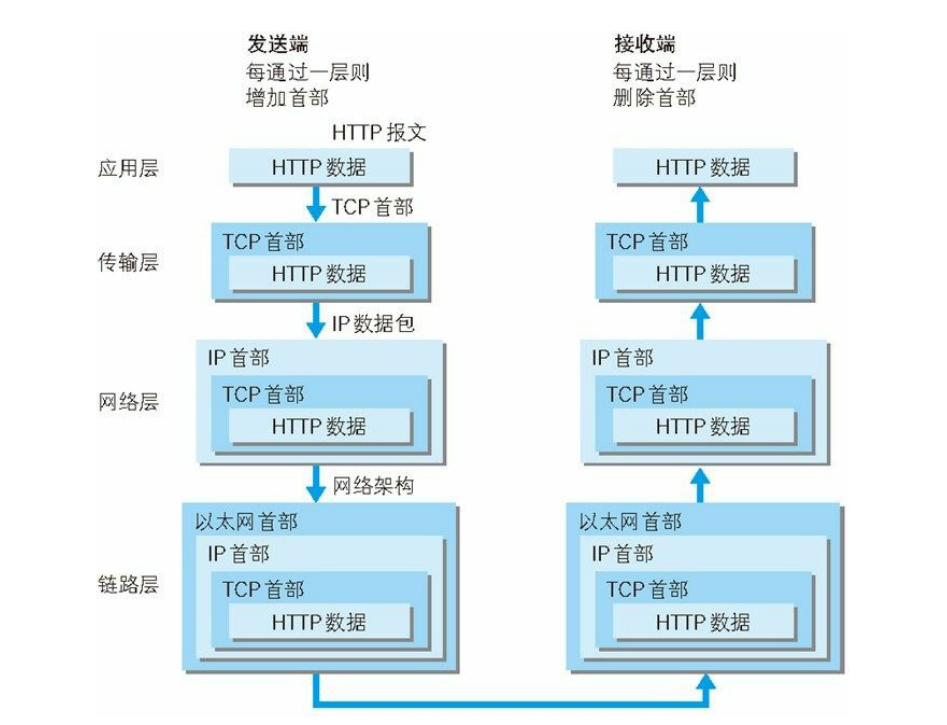 发送端
每通过一层则
增加首部
接收端
每通过一层则
删除首部
HTTP 报文
应用层
HTTP 数据
HTTP 数据
TCP 首部
传输层
TCP 首部
HTTP 数据
TCP 首部
HTTP 数据
IP 数据包
网络层
IP 首部
TCP 首部
HTTP 数据
IP 首部
TCP 首部
HTTP 数据
网络架构
链路层
以太网首部
IP 首部
TCP 首部
HTTP 数据
以太网首部
IP 首部
TCP 首部
HTTP 数据